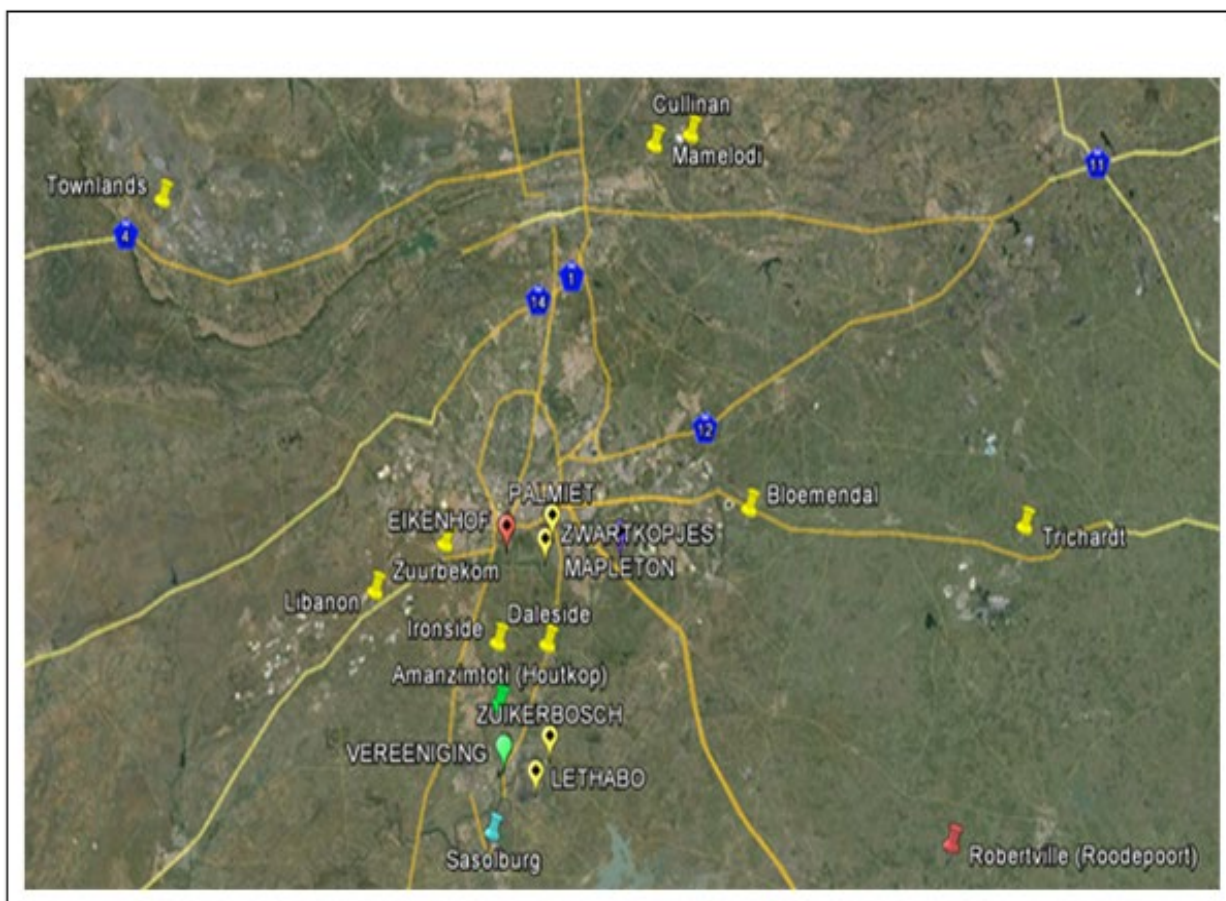 Cullinan
Mamelodi
11
Townlands
4
1
14
12
PALMIET
Bloemendal
EIKENHOF
ZWARTKOPJES
Trichardt
Zuurbekom
MAPLETON
Libanon
Daleside
Ironside
Amanzimtoti (Houtkop)
ZUIKERBOSCH
VEREENIGING
LETHABO
Sasolburg
Robertville (Roodepoort)